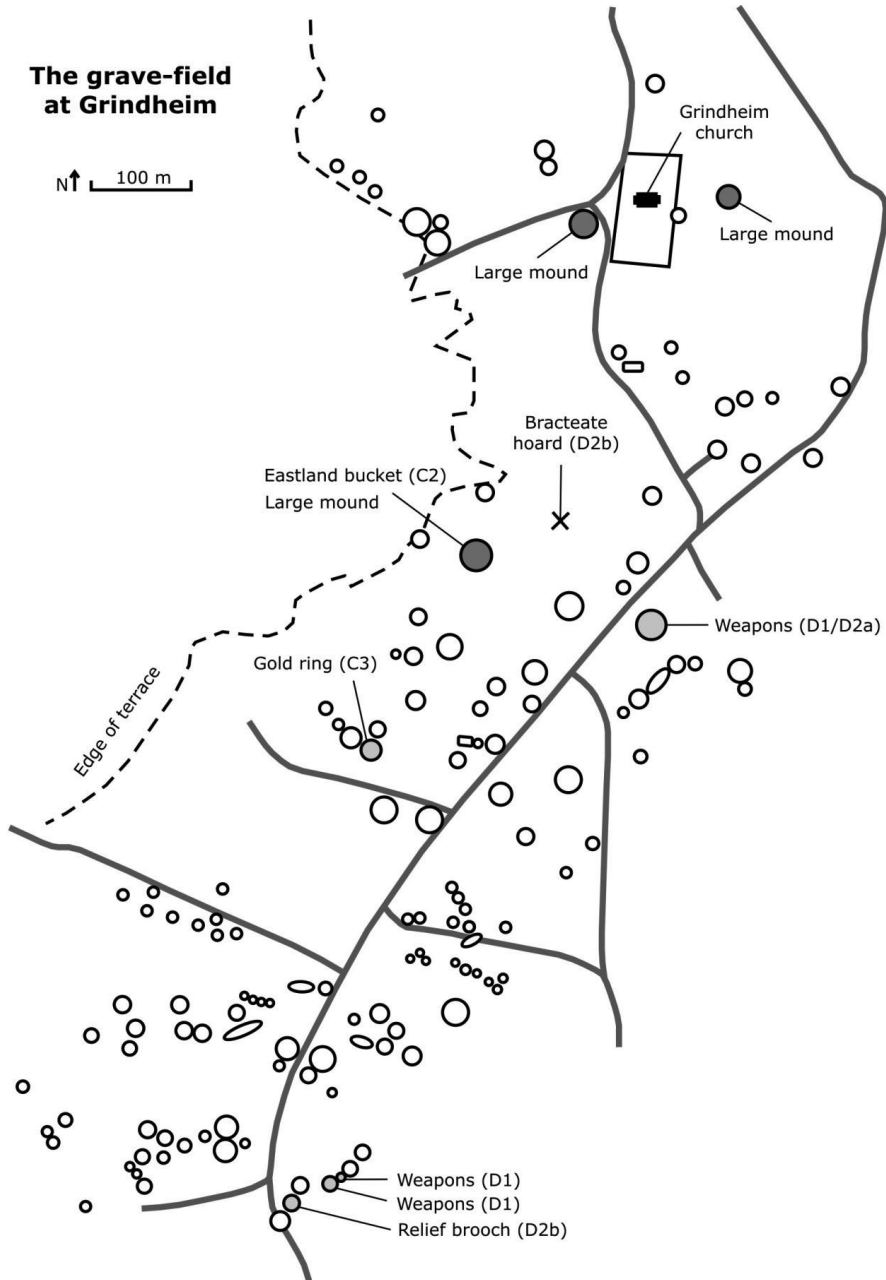 The grave-field
at Grindheim
N
100 m
Grindheim
church
Large mound
Large mound
Bracteate
hoard (D2b)
Eastland bucket (C2)
Large mound
Weapons (D1/D2a)
Gold ring (C3)
Edge of terrace
Weapons (D1)
Weapons (D1)
Relief brooch (D2b)